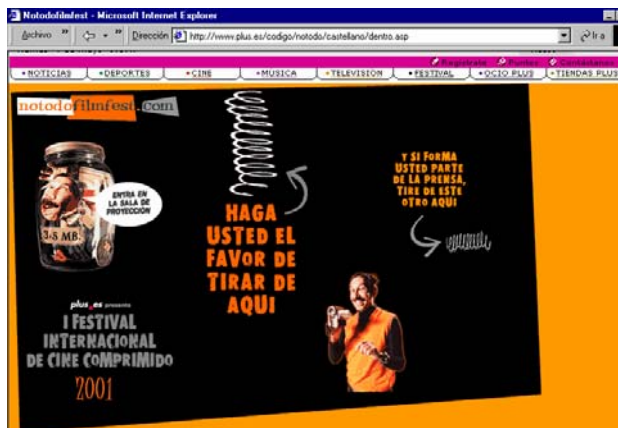 Notodofilmfest - Microsoft Internet Explorer
Archivo
Dirección http://www.plus.es/codigo/notodo/castellano/dentro.asp Ir a
Regístrate Puntos Contáctanos
NOTICIAS DEPORTES CINE MUSICA TELEVISION FESTIVAL OCIO PLUS TIENDAS PLUS
notodofilmfest.com
ENTRA EN
LA SALA DE
PROYECCIÓN
3.5 MB.
HAGA
USTED EL
FAVOR DE
TIRAR DE
AQUI
Y SI FORMA
USTED PARTE
DE LA PRENSA,
TIRE DE ESTE
OTRO AQUI
plus.es presenta
I FESTIVAL
INTERNACIONAL
DE CINE COMPRIMIDO
2001